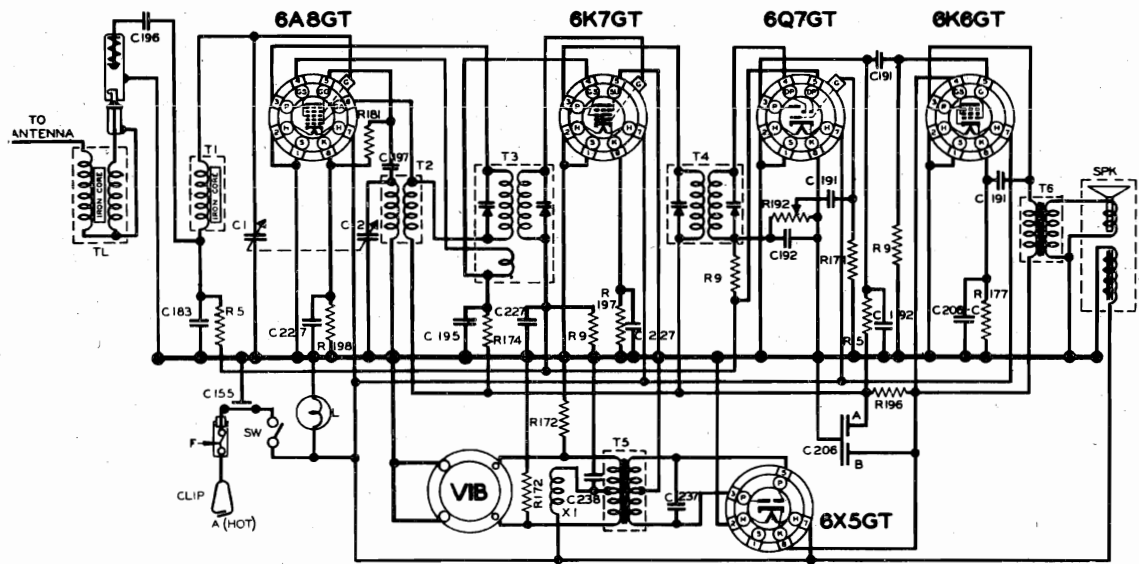 6A8GT
6K7GT
6Q7GT
6K6GT
C196
TO
ANTENNA
IRON CORE
IRON CORE
TL
T1
C1
C-2
R181
C197
T2
T3
T4
C191
R192
C191
C192
C191
T6
SPK
C183
R5
C227
R198
C195
R174
C227
R9
R
197
C227
R9
R171
R15
C192
R9
C206-C
R177
C155
SW
F
CLIP
A (HOT)
L
VIB
R172
R172
X1
C238
T5
C237
R196
C206
A
B
6X5GT